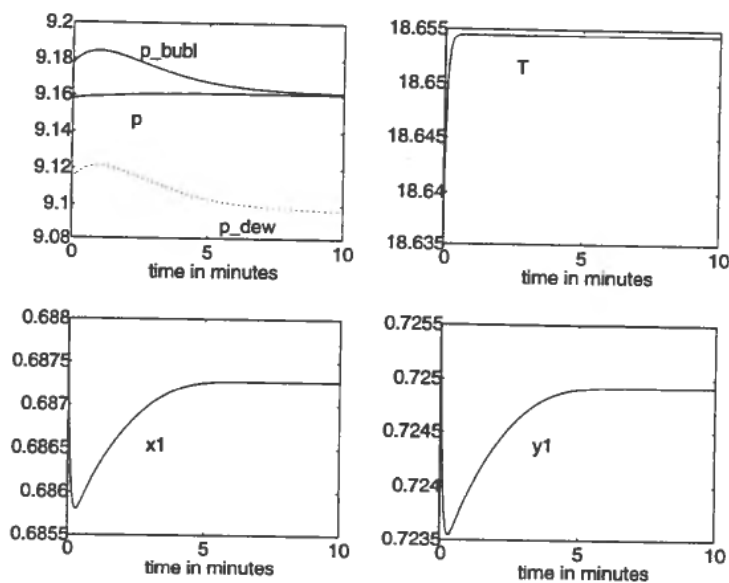 9.2
9.18
9.16
9.14
9.12
9.1
9.08
p_bubl
p
p_dew
0 5 10
time in minutes
18.655
18.65
18.645
18.64
18.635
T
0 5 10
time in minutes
0.688
0.6875
0.687
0.6865
0.686
0.6855
x1
0 5 10
time in minutes
0.7255
0.725
0.7245
0.724
0.7235
y1
0 5 10
time in minutes